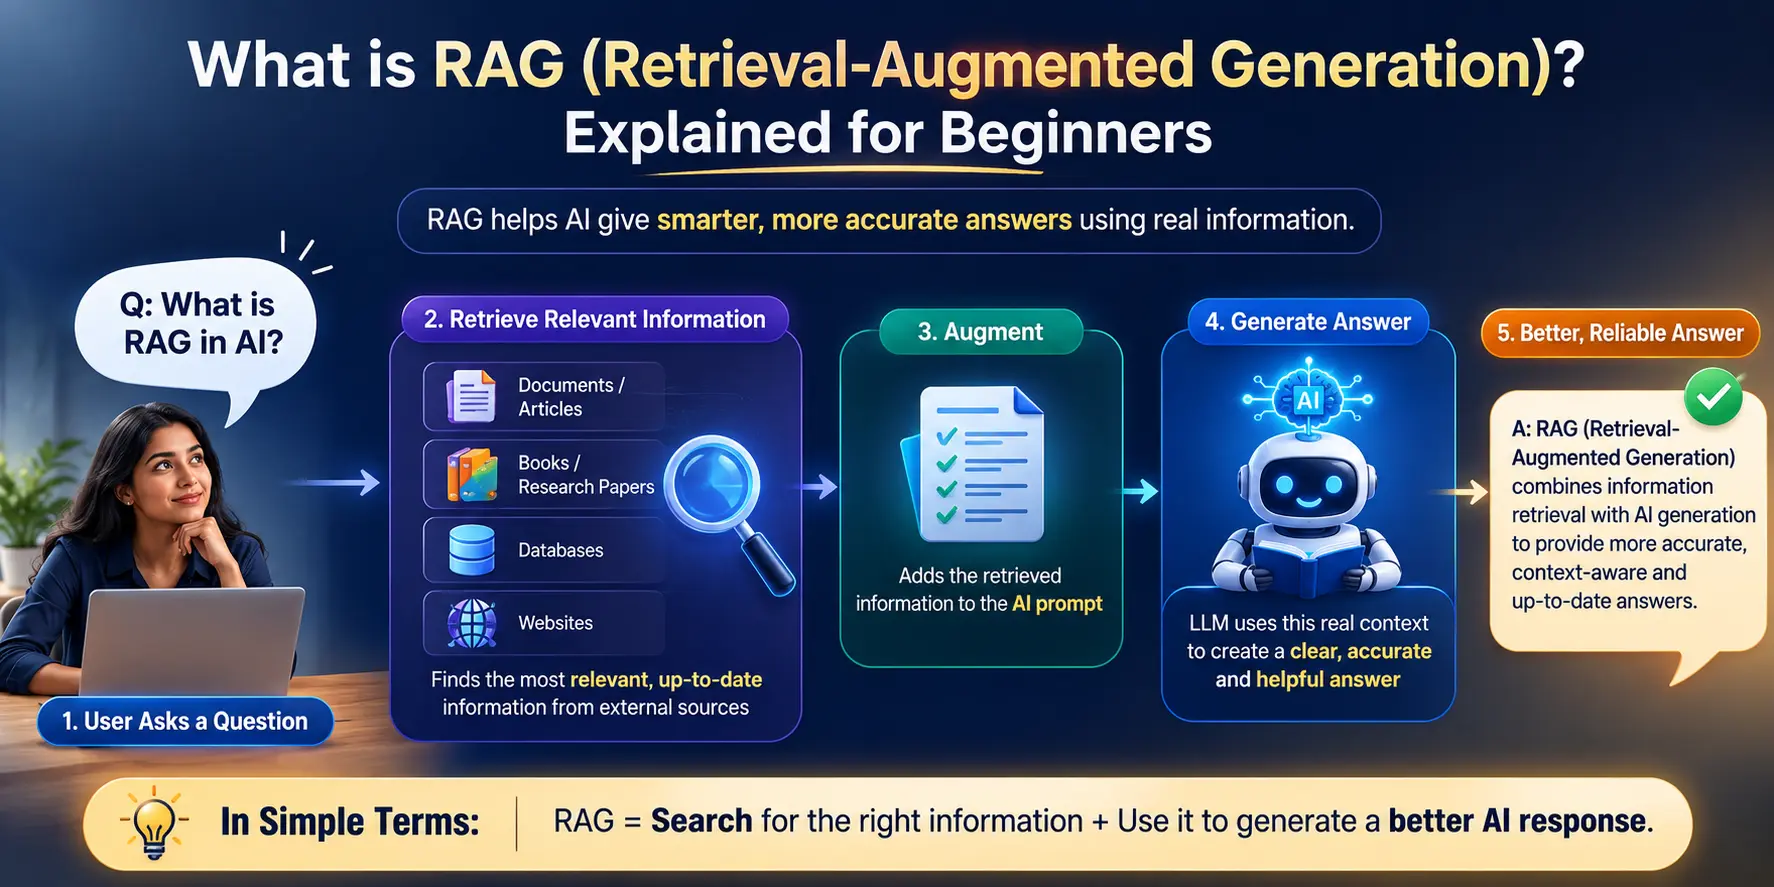 What is RAG (Retrieval-Augmented Generation)?
Explained for Beginners
RAG helps AI give smarter, more accurate answers using real information.
Q: What is
RAG in AI?
1. User Asks a Question
2. Retrieve Relevant Information
Documents /
Articles
Books /
Research Papers
Databases
Websites
Finds the most relevant, up-to-date
information from external sources
3. Augment
Adds the retrieved
information to the AI prompt
4. Generate Answer
AI
LLM uses this real context
to create a clear, accurate
and helpful answer
5. Better, Reliable Answer
A: RAG (Retrieval-
Augmented Generation)
combines information
retrieval with AI generation
to provide more accurate,
context-aware and
up-to-date answers.
In Simple Terms:
RAG = Search for the right information + Use it to generate a better AI response.